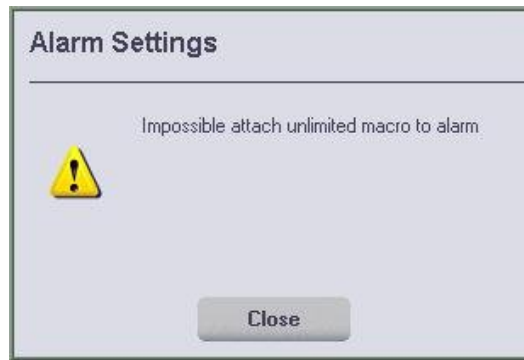 Alarm Settings
Impossible attach unlimited macro to alarm
Close